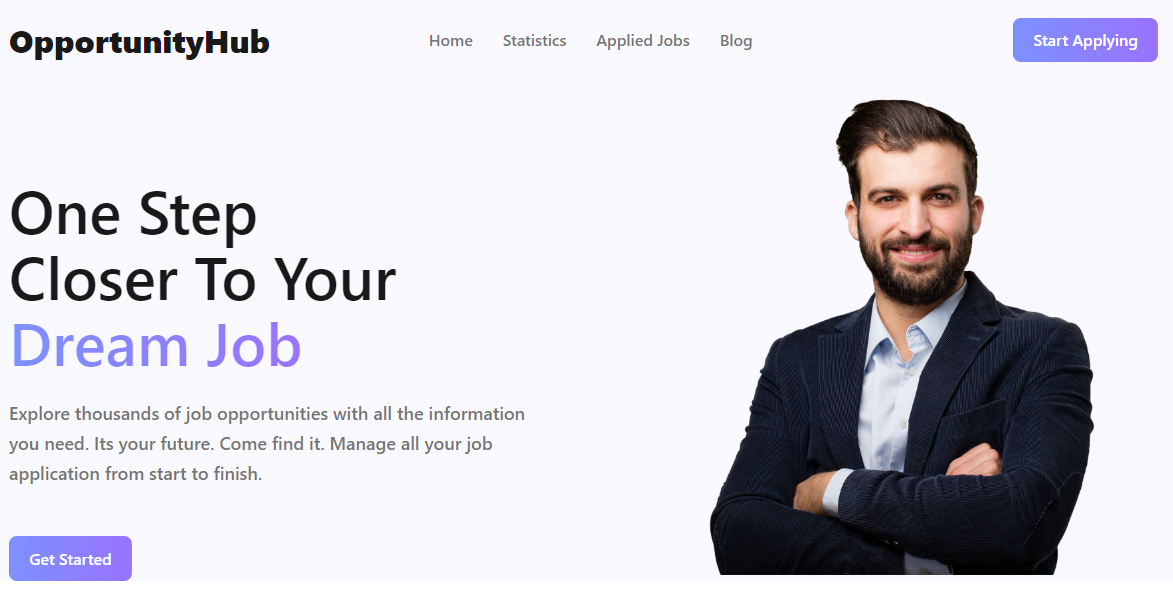 OpportunityHub
Home
Statistics
Applied Jobs
Blog
Start Applying
One Step
Closer To Your
Dream Job
Explore thousands of job opportunities with all the information
you need. Its your future. Come find it. Manage all your job
application from start to finish.
Get Started